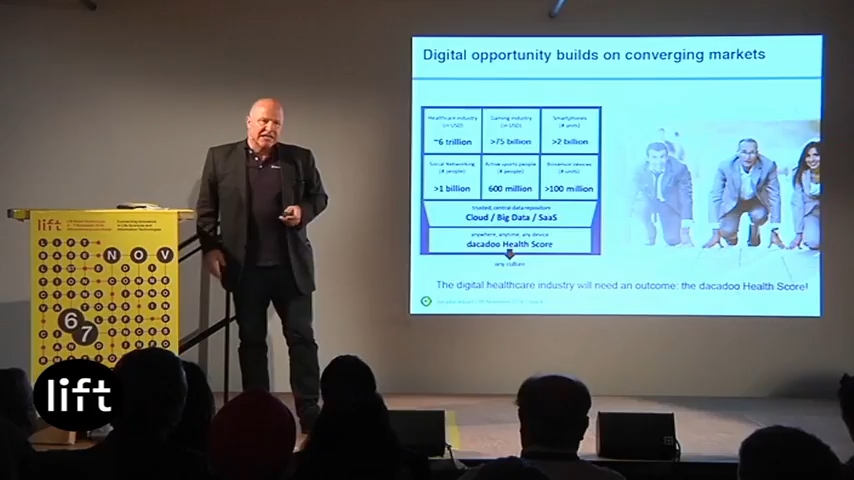 Digital opportunity builds on converging markets
Healthcare industry
(in USD)
~6 trillion
Gaming industry
(in USD)
>75 billion
Smartphones
(# units)
>2 billion
Social Networking
(# people)
>1 billion
Active sports people
(# people)
600 million
(# units)
>100 million
trusted, central data repository
Cloud / Big Data / SaaS
anywhere, anytime, any device
dacadoo Health Score
any culture
The digital healthcare industry will need an outcome: the dacadoo Health Score!
lift
NOV
6
7
lift